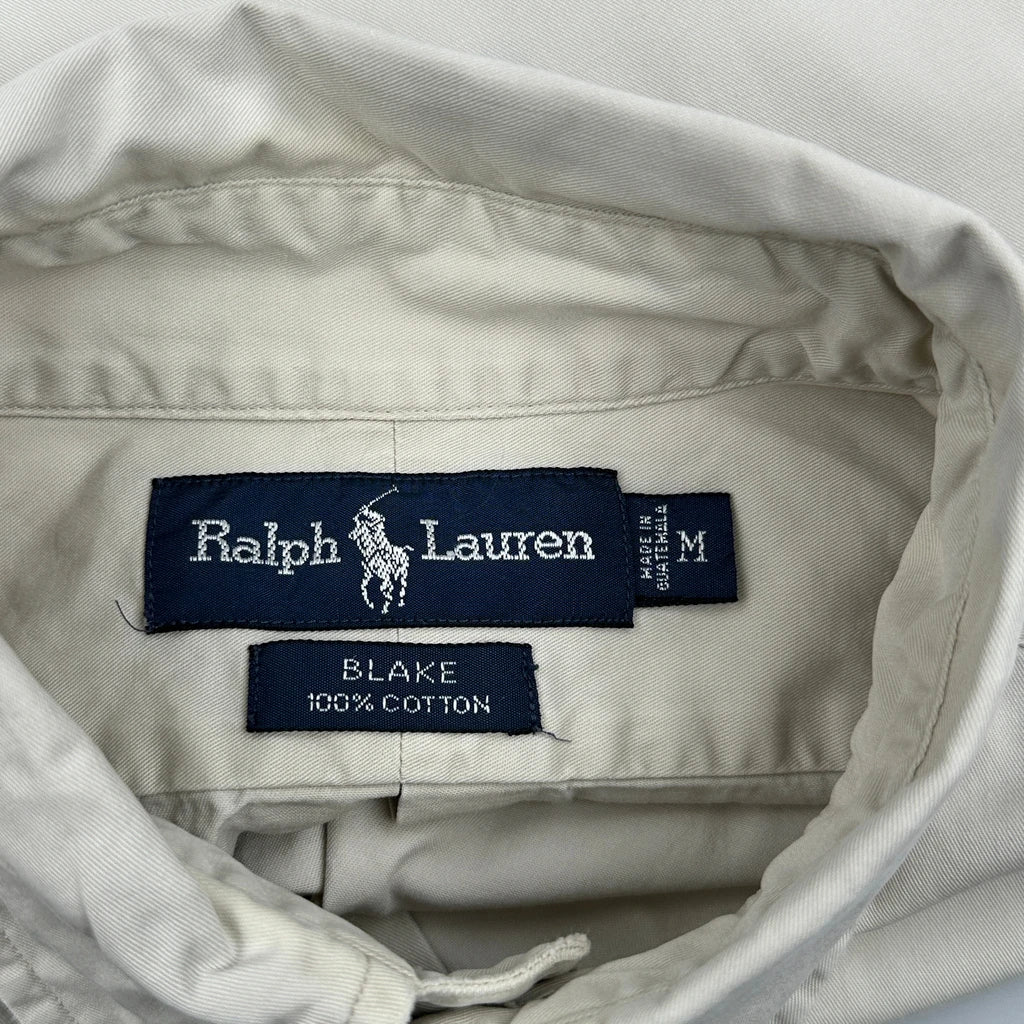 Ralph Lauren
MADE IN
GUATEMALA
M
BLAKE
100% COTTON